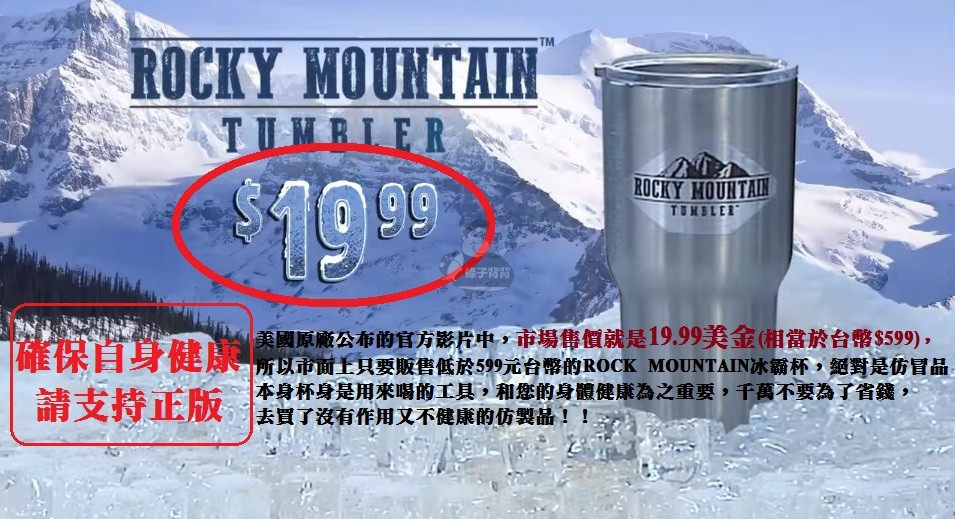 ROCKY MOUNTAIN™
TUMBLER
$19.99
ROCKY MOUNTAIN
TUMBLER™
條子背背
確保自身健康
請支持正版
美國原廠公布的官方影片中，市場售價就是19.99美金(相當於台幣$599)，
所以市面上只要販售低於599元台幣的ROCK MOUNTAIN冰霸杯，絕對是仿冒品
本身杯身是用來喝的工具，和您的身體健康為之重要，千萬不要為了省錢，
去買了沒有作用又不健康的仿製品！！